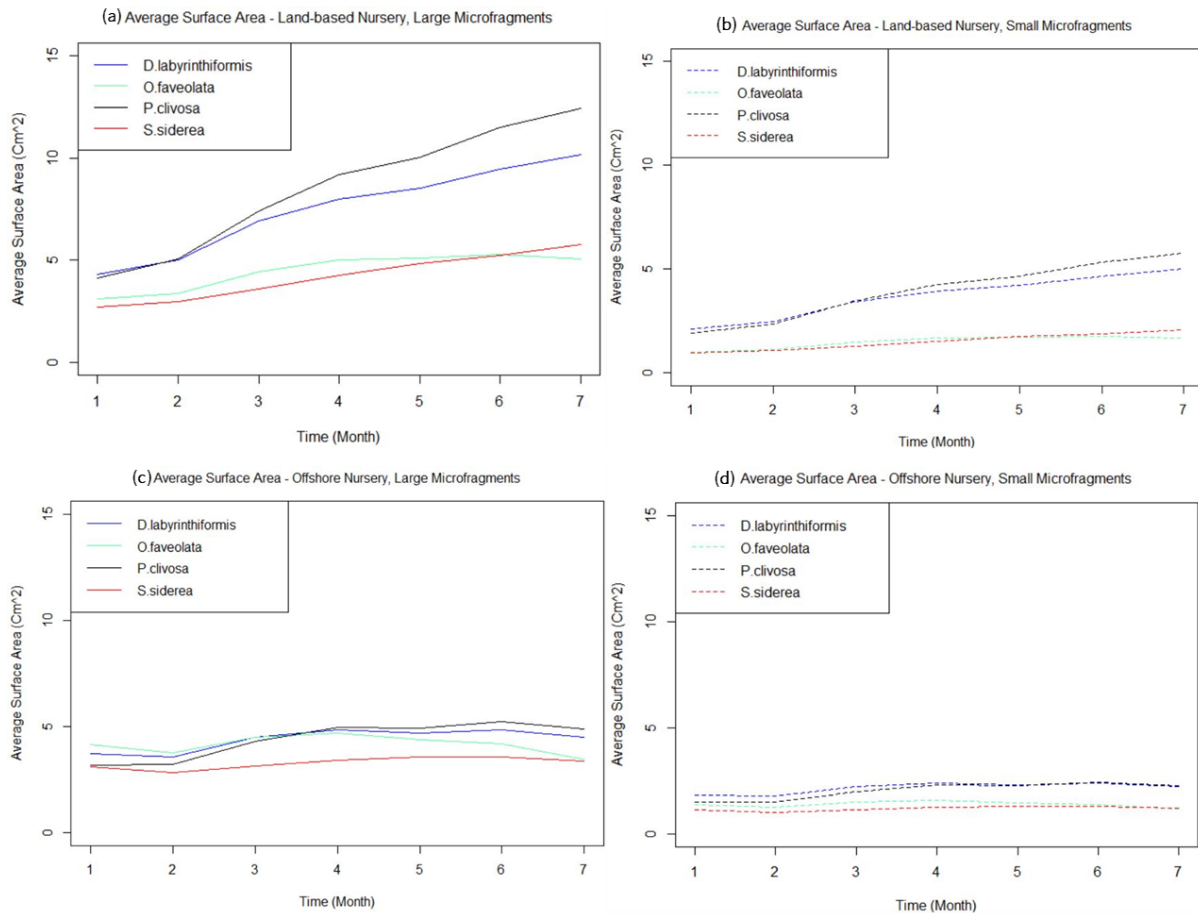 (a) Average Surface Area - Land-based Nursery, Large Microfragments
Average Surface Area (Cm^2)
15
10
5
0
D.labyrinthiformis
O.faveolata
P.clivosa
S.siderea
1 2 3 4 5 6 7
Time (Month)
(b) Average Surface Area - Land-based Nursery, Small Microfragments
Average Surface Area (Cm^2)
15
10
5
0
D.labyrinthiformis
O.faveolata
P.clivosa
S.siderea
1 2 3 4 5 6 7
Time (Month)
(c) Average Surface Area - Offshore Nursery, Large Microfragments
Average Surface Area (Cm^2)
15
10
5
0
D.labyrinthiformis
O.faveolata
P.clivosa
S.siderea
1 2 3 4 5 6 7
Time (Month)
(d) Average Surface Area - Offshore Nursery, Small Microfragments
Average Surface Area (Cm^2)
15
10
5
0
D.labyrinthiformis
O.faveolata
P.clivosa
S.siderea
1 2 3 4 5 6 7
Time (Month)